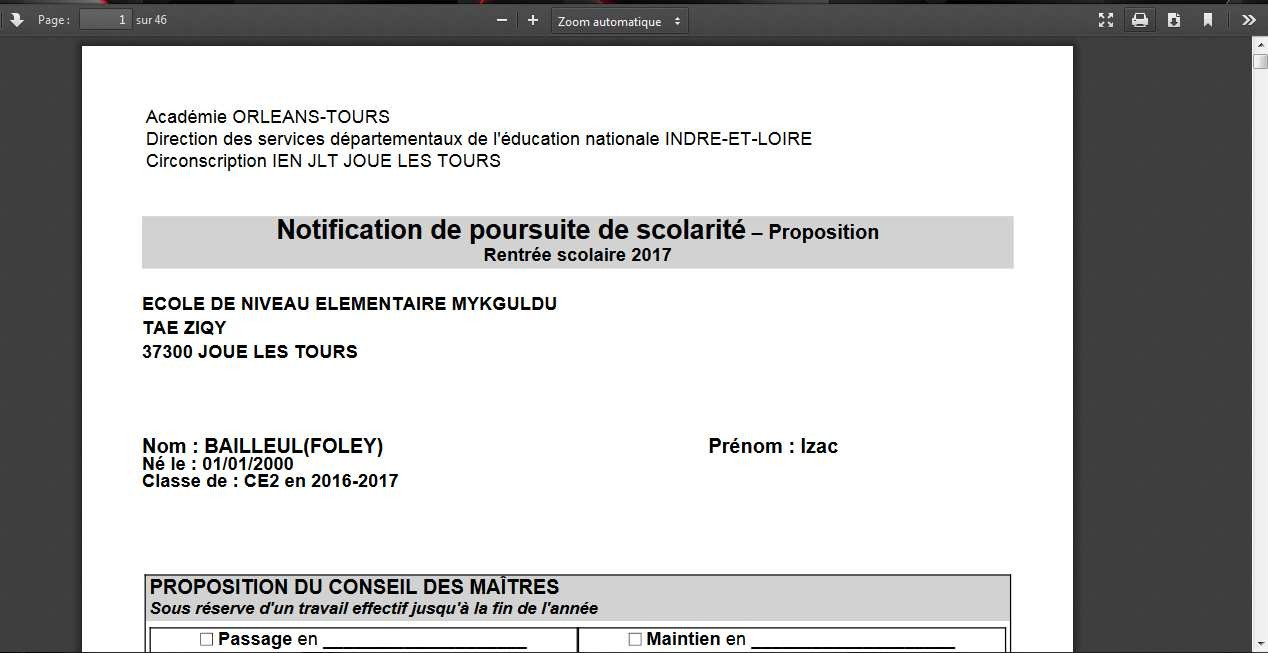 Page : 1 sur 46 Zoom automatique
Académie ORLEANS-TOURS
Direction des services départementaux de l'éducation nationale INDRE-ET-LOIRE
Circonscription IEN JLT JOUE LES TOURS
Notification de poursuite de scolarité – Proposition
Rentrée scolaire 2017
ECOLE DE NIVEAU ELEMENTAIRE MYKGULDU
TAE ZIQY
37300 JOUE LES TOURS
Nom : BAILLEUL(FOLEY) Prénom : Izac
Né le : 01/01/2000
Classe de : CE2 en 2016-2017
PROPOSITION DU CONSEIL DES MAÎTRES
Sous réserve d'un travail effectif jusqu'à la fin de l'année
Passage en ____________________ Maintien en ____________________